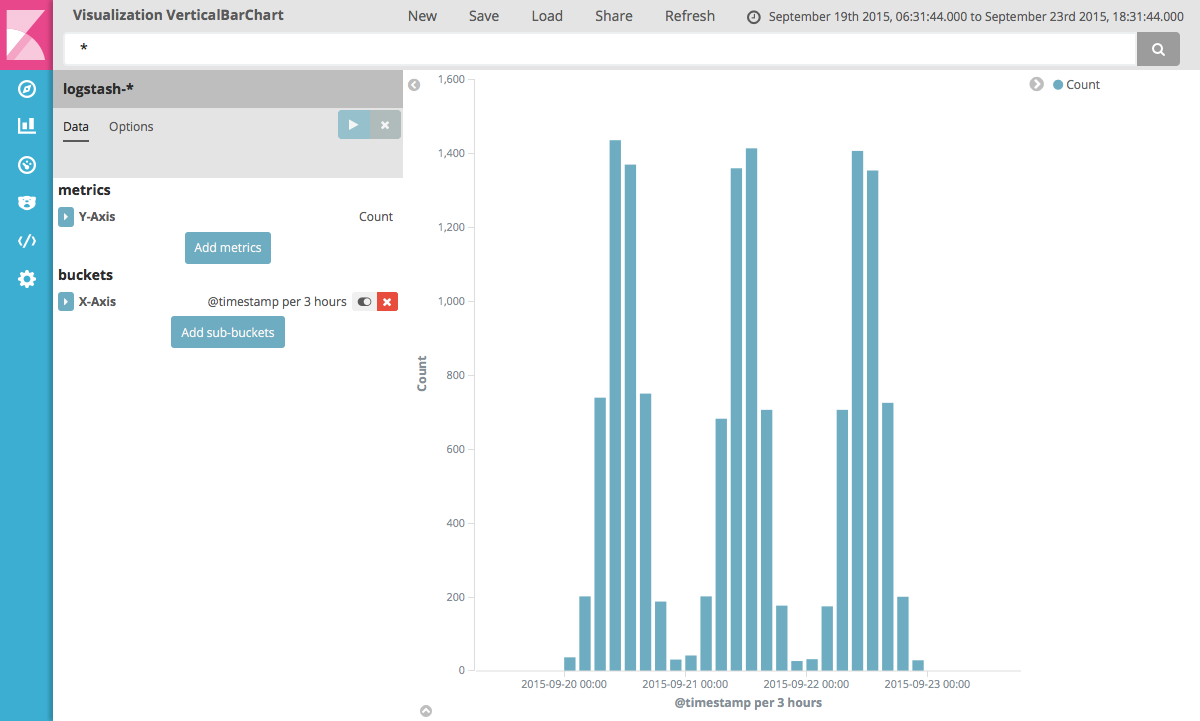 Visualization VerticalBarChart New Save Load Share Refresh September 19th 2015, 06:31:44.000 to September 23rd 2015, 18:31:44.000
*
logstash-*
Data Options
metrics
Y-Axis Count
Add metrics
buckets
X-Axis @timestamp per 3 hours
Add sub-buckets
Count
1,600
1,400
1,200
1,000
800
600
400
200
0
Count
2015-09-20 00:00 2015-09-21 00:00 2015-09-22 00:00 2015-09-23 00:00
@timestamp per 3 hours